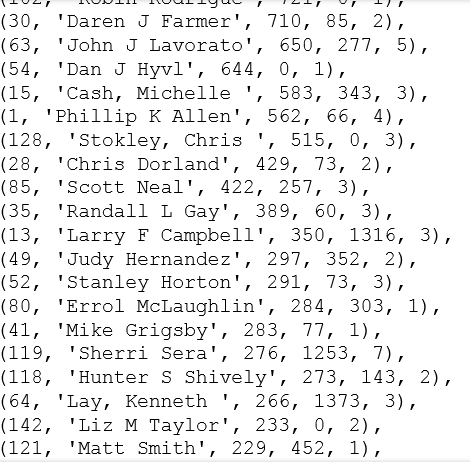 (30, 'Daren J Farmer', 710, 85, 2),
(63, 'John J Lavorato', 650, 277, 5),
(54, 'Dan J Hyvl', 644, 0, 1),
(15, 'Cash, Michelle ', 583, 343, 3),
(1, 'Phillip K Allen', 562, 66, 4),
(128, 'Stokley, Chris ', 515, 0, 3),
(28, 'Chris Dorland', 429, 73, 2),
(85, 'Scott Neal', 422, 257, 3),
(35, 'Randall L Gay', 389, 60, 3),
(13, 'Larry F Campbell', 350, 1316, 3),
(49, 'Judy Hernandez', 297, 352, 2),
(52, 'Stanley Horton', 291, 73, 3),
(80, 'Errol McLaughlin', 284, 303, 1),
(41, 'Mike Grigsby', 283, 77, 1),
(119, 'Sherri Sera', 276, 1253, 7),
(118, 'Hunter S Shively', 273, 143, 2),
(64, 'Lay, Kenneth ', 266, 1373, 3),
(142, 'Liz M Taylor', 233, 0, 2),
(121, 'Matt Smith', 229, 452, 1),